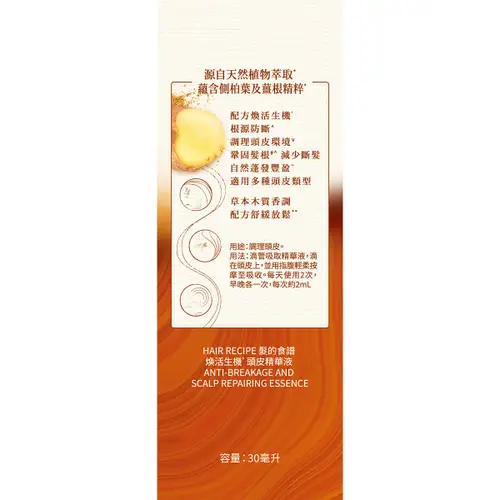 源自天然植物萃取*
蘊含側柏葉及薑根精粹*
配方煥活生機*
根源防斷^
調理頭皮環境
鞏固髮根 減少斷髮
自然蓬發豐盈
適用多種頭皮類型
草本木質香調
配方舒緩放鬆**
用途:調理頭皮。
用法:滴管吸取精華液,滴
在頭皮上,並用指腹輕柔按
摩至吸收。每天使用2次,
早晚各一次,每次約2mL
HAIR RECIPE 髮的食譜
煥活生機* 頭皮精華液
ANTI-BREAKAGE AND
SCALP REPAIRING ESSENCE
容量:30毫升